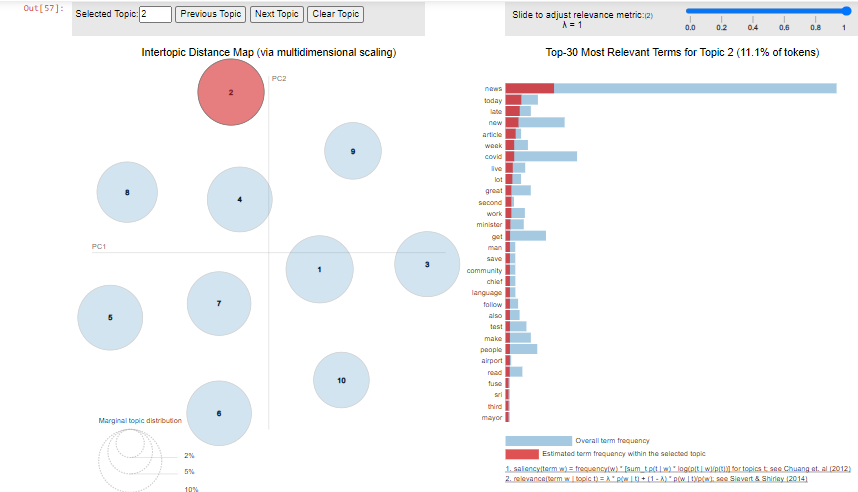 Out[57]:
Selected Topic: 2 Previous Topic Next Topic Clear Topic
Slide to adjust relevance metric:(2)
λ = 1
0.0 0.2 0.4 0.6 0.8 1
Intertopic Distance Map (via multidimensional scaling)
PC2
PC1
2
9
8
4
1
3
7
5
10
6
Marginal topic distribution
2%
5%
10%
Top-30 Most Relevant Terms for Topic 2 (11.1% of tokens)
news
today
late
new
article
week
covid
live
lot
great
second
work
minister
get
man
save
community
chief
language
follow
also
test
make
people
airport
read
fuse
sri
third
mayor
Overall term frequency
Estimated term frequency within the selected topic
1. saliency(term w) = frequency(w) * [sum_t p(t | w) * log(p(t | w)/p(t))] for topics t; see Chuang et. al (2012)
2. relevance(term w | topic t) = λ * p(w | t) + (1 - λ) * p(w | t)/p(w); see Sievert & Shirley (2014)